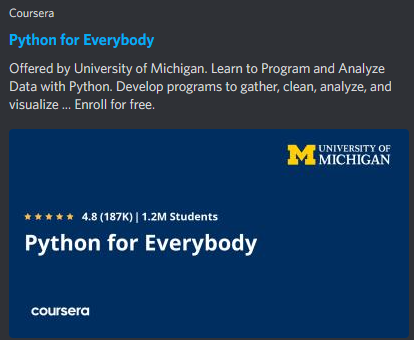 Coursera
Python for Everybody
Offered by University of Michigan. Learn to Program and Analyze
Data with Python. Develop programs to gather, clean, analyze, and
visualize ... Enroll for free.
M UNIVERSITY OF
MICHIGAN
4.8 (187K) | 1.2M Students
Python for Everybody
coursera